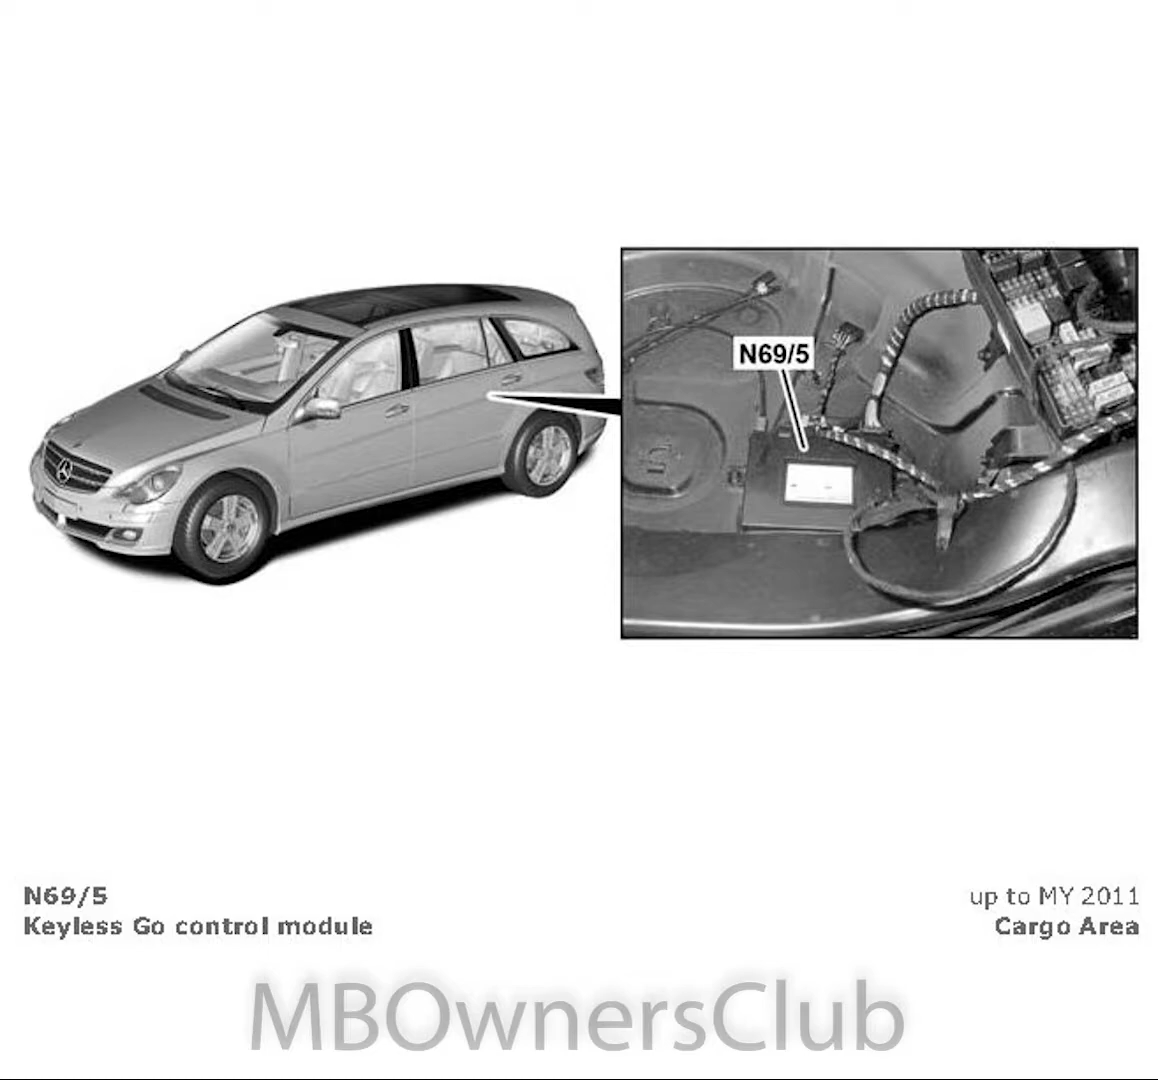 N69/5
N69/5
Keyless Go control module
up to MY 2011
Cargo Area
MBOwnersClub